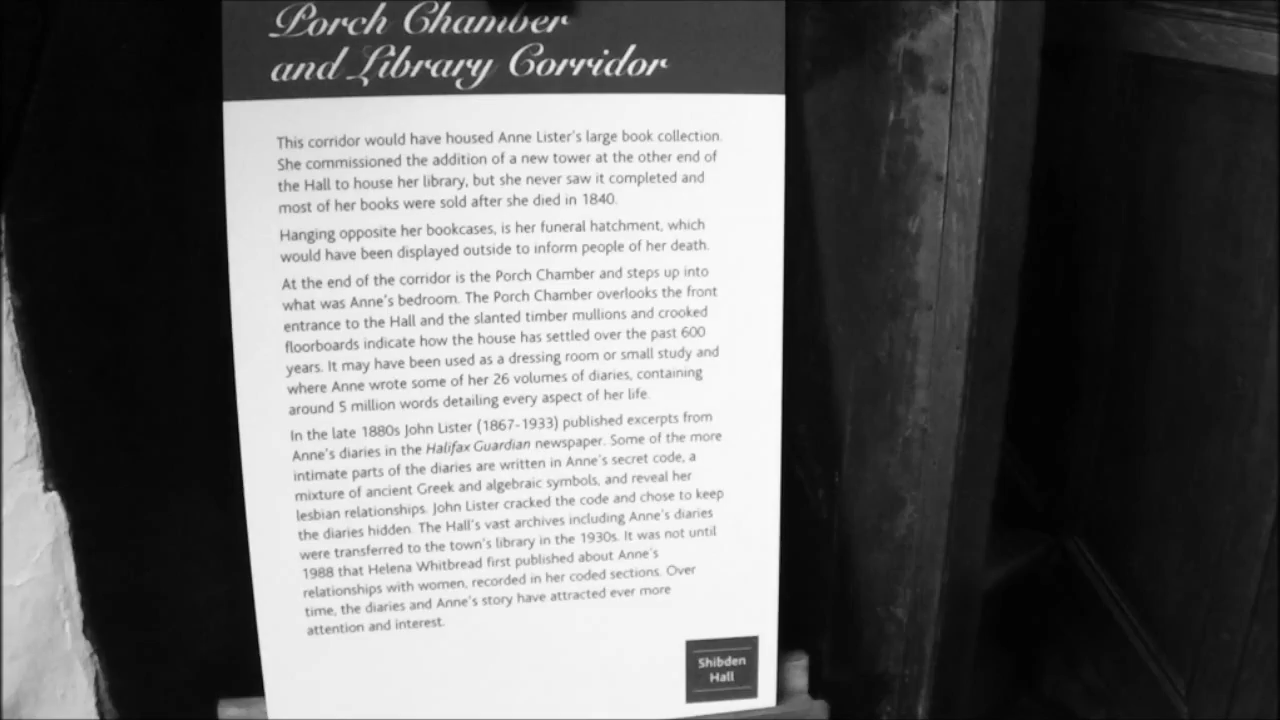 Porch Chamber
and Library Corridor
This corridor would have housed Anne Lister's large book collection.
She commissioned the addition of a new tower at the other end of
the Hall to house her library, but she never saw it completed and
most of her books were sold after she died in 1840.
Hanging opposite her bookcases, is her funeral hatchment, which
would have been displayed outside to inform people of her death.
At the end of the corridor is the Porch Chamber and steps up into
what was Anne's bedroom. The Porch Chamber overlooks the front
entrance to the Hall and the slanted timber mullions and crooked
floorboards indicate how the house has settled over the past 600
years. It may have been used as a dressing room or small study and
where Anne wrote some of her 26 volumes of diaries, containing
around 5 million words detailing every aspect of her life.
In the late 1880s John Lister (1867-1933) published excerpts from
Anne's diaries in the Halifax Guardian newspaper. Some of the more
intimate parts of the diaries are written in Anne's secret code, a
mixture of ancient Greek and algebraic symbols, and reveal her
lesbian relationships. John Lister cracked the code and chose to keep
the diaries hidden. The Hall's vast archives including Anne's diaries
were transferred to the town's library in the 1930s. It was not until
1988 that Helena Whitbread first published about Anne's
relationships with women, recorded in her coded sections. Over
time, the diaries and Anne's story have attracted ever more
attention and interest.
Shibden
Hall